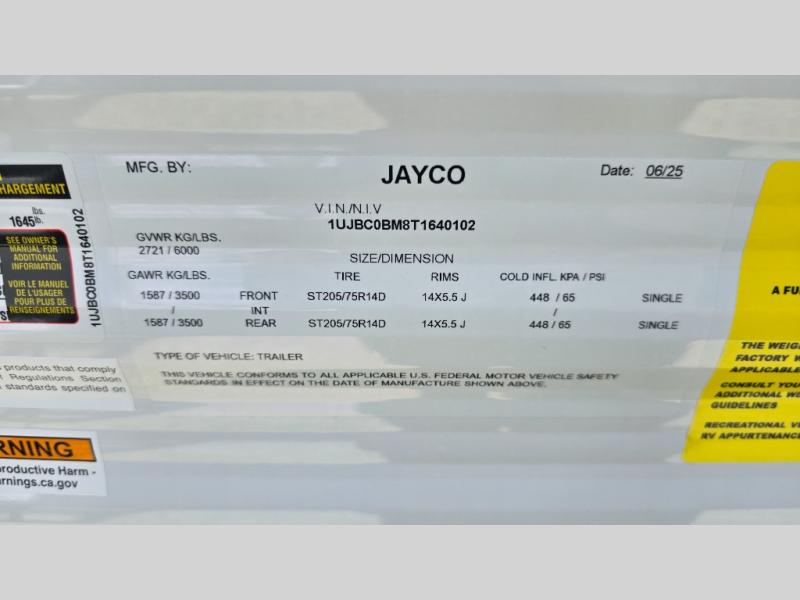 MFG. BY:
JAYCO
Date: 06/25
V.I.N./N.I.V
1UJBC0BM8T1640102
GVWR KG/LBS.
2721 / 6000
SIZE/DIMENSION
GAWR KG/LBS. TIRE RIMS COLD INFL. KPA / PSI
1587 / 3500 FRONT ST205/75R14D 14X5.5 J 448 / 65 SINGLE
/ INT /
1587 / 3500 REAR ST205/75R14D 14X5.5 J 448 / 65 SINGLE
TYPE OF VEHICLE: TRAILER
THIS VEHICLE CONFORMS TO ALL APPLICABLE U.S. FEDERAL MOTOR VEHICLE SAFETY
STANDARDS IN EFFECT ON THE DATE OF MANUFACTURE SHOWN ABOVE.
HARGEMENT
lbs.
1645 lb.
SEE OWNER'S
MANUAL FOR
ADDITIONAL
INFORMATION
VOIR LE MANUEL
DE L'USAGER
POUR PLUS DE
RENSEIGNEMENTS
1UJBC0BM8T1640102
products that comply
Regulations Section
standards specified on
RNING
productive Harm -
rnings.ca.gov
A FU
THE WEIG
FACTORY W
APPLICABLE
CONSULT YOU
ADDITIONAL WE
GUIDELINES
RECREATIONAL V
RV APPURTENANC